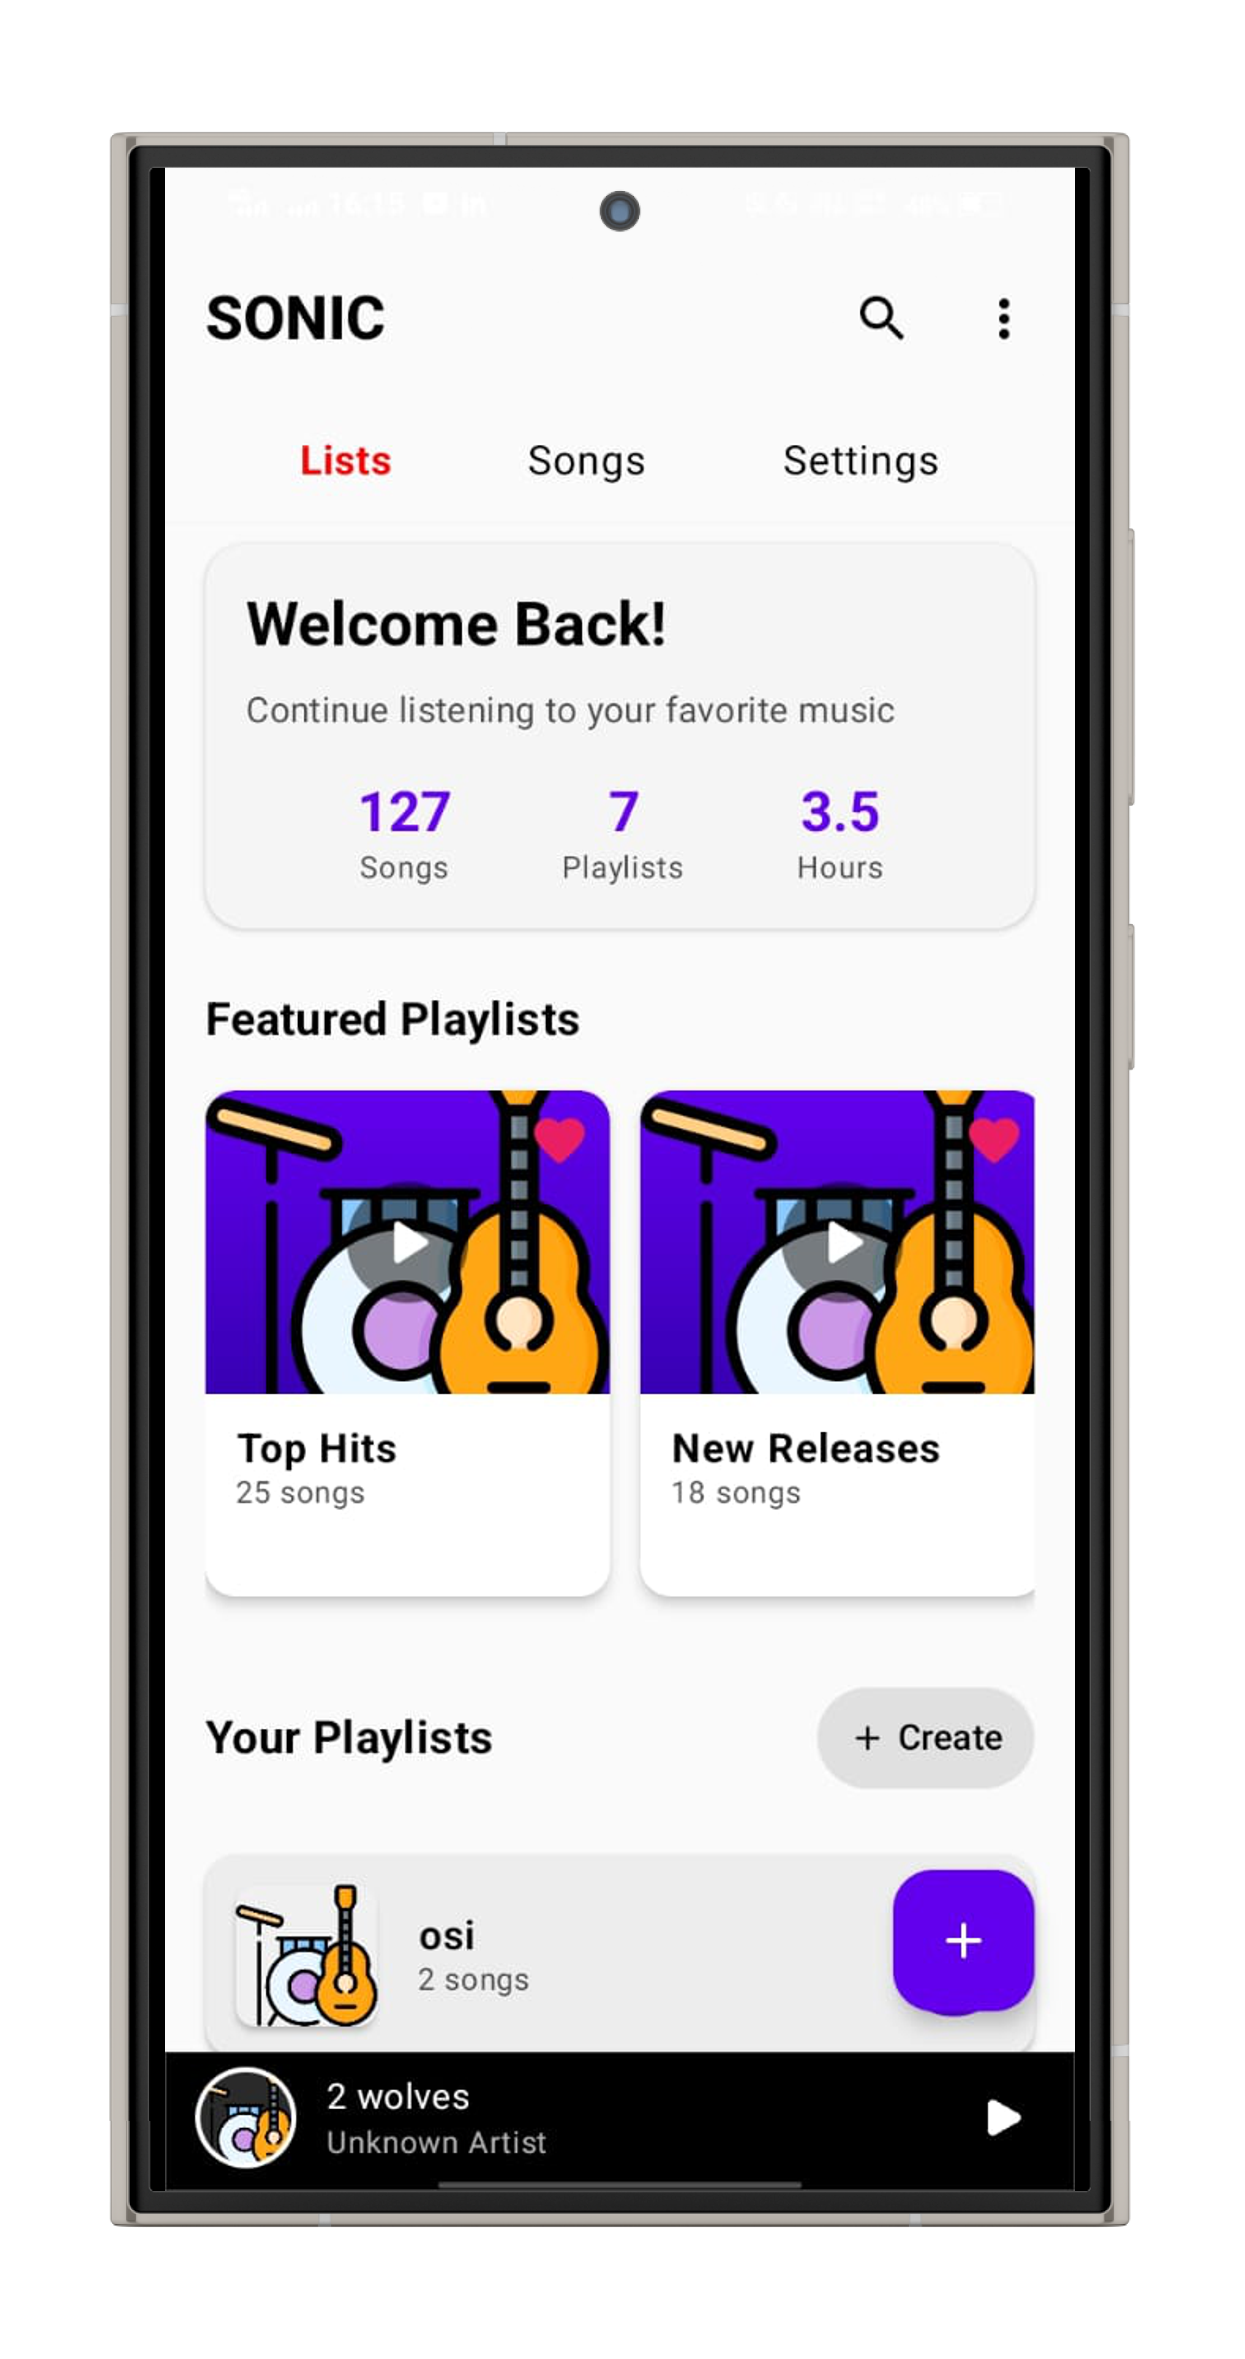 16:15
SONIC
Lists Songs Settings
Welcome Back!
Continue listening to your favorite music
127 7 3.5
Songs Playlists Hours
Featured Playlists
Top Hits New Releases
25 songs 18 songs
Your Playlists + Create
osi
2 songs
+
2 wolves
Unknown Artist